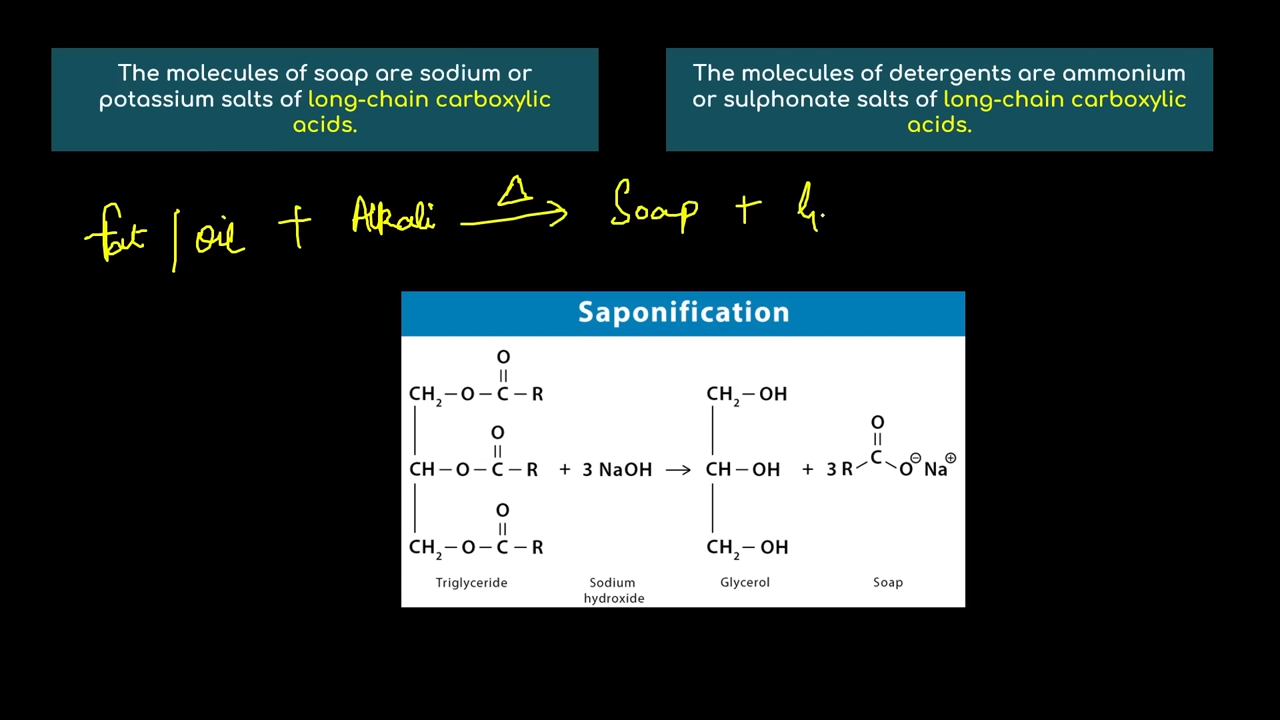 The molecules of soap are sodium or
potassium salts of long-chain carboxylic
acids.
The molecules of detergents are ammonium
or sulphonate salts of long-chain carboxylic
acids.
fat | oil + Alkali Δ→ Soap +
Saponification
O
||
CH₂—O—C—R
O
||
CH—O—C—R
O
||
CH₂—O—C—R
+ 3 NaOH →
CH₂—OH
CH—OH
CH₂—OH
O
||
+ 3 R C O⊖ Na⊕
Triglyceride
Sodium
hydroxide
Glycerol
Soap